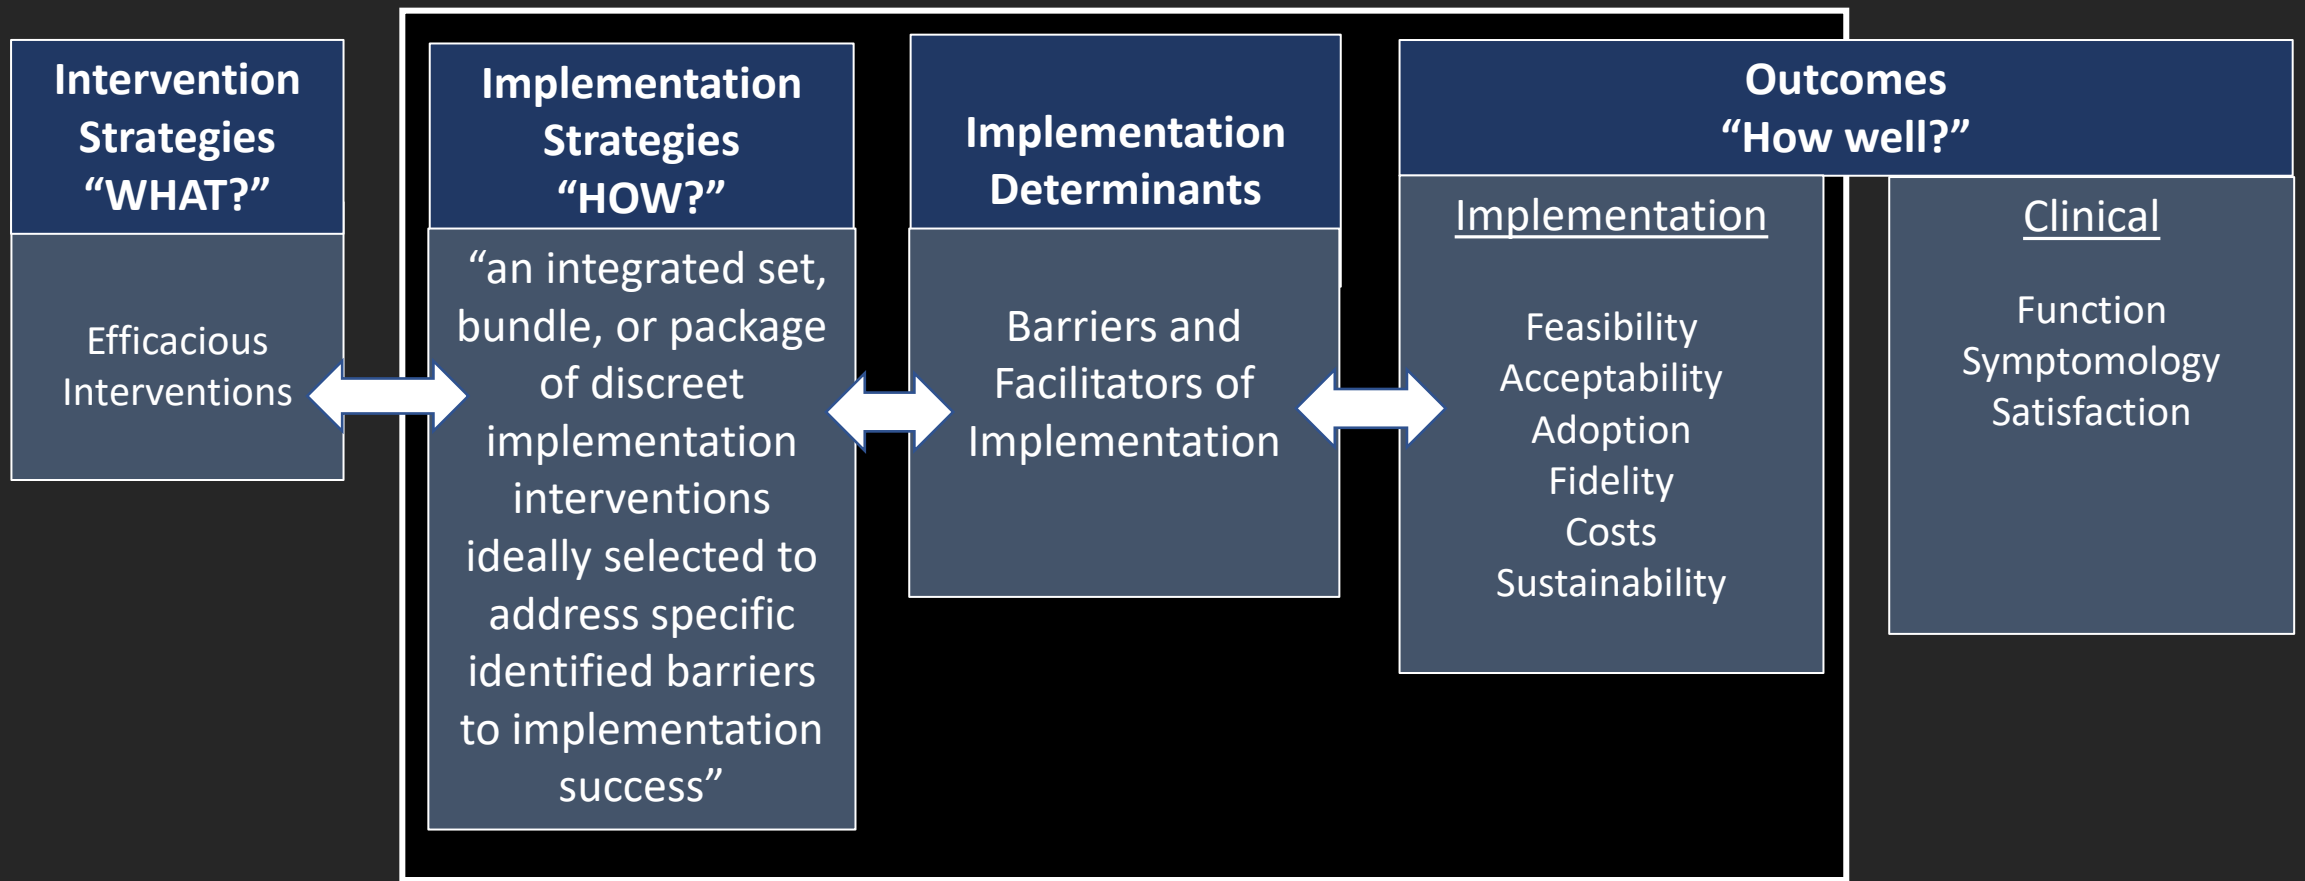 Intervention
Strategies
“WHAT?”
Efficacious
Interventions
Implementation
Strategies
“HOW?”
“an integrated set,
bundle, or package
of discreet
implementation
interventions
ideally selected to
address specific
identified barriers
to implementation
success”
Implementation
Determinants
Barriers and
Facilitators of
Implementation
Outcomes
“How well?”
Implementation
Feasibility
Acceptability
Adoption
Fidelity
Costs
Sustainability
Clinical
Function
Symptomology
Satisfaction